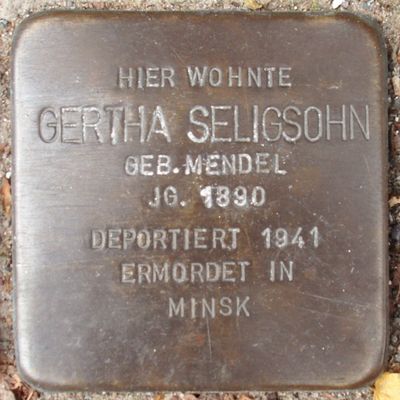 HIER WOHNTE
GERTHA SELIGSOHN
GEB. MENDEL
JG. 1890
DEPORTIERT 1941
ERMORDET IN
MINSK